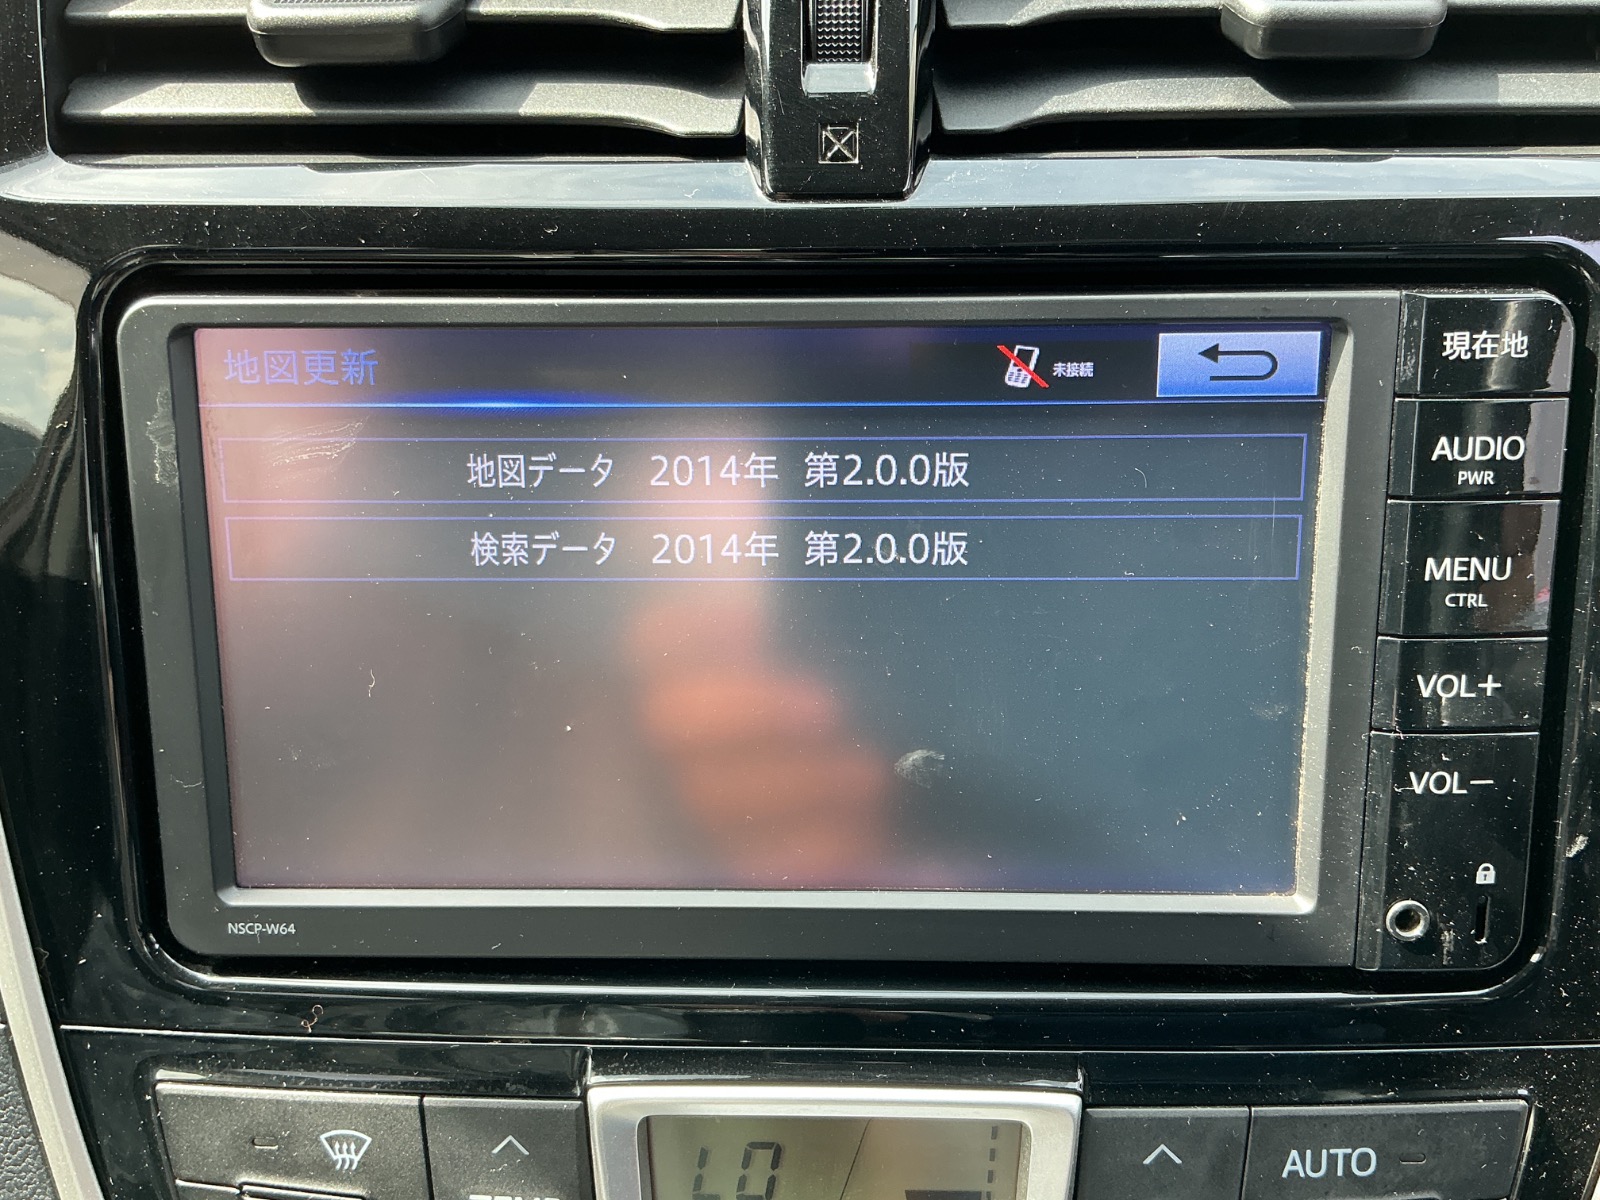 地図更新
未接続
地図データ 2014年 第2.0.0版
検索データ 2014年 第2.0.0版
現在地
AUDIO
PWR
MENU
CTRL
VOL+
VOL−
NSCP-W64
LO
AUTO